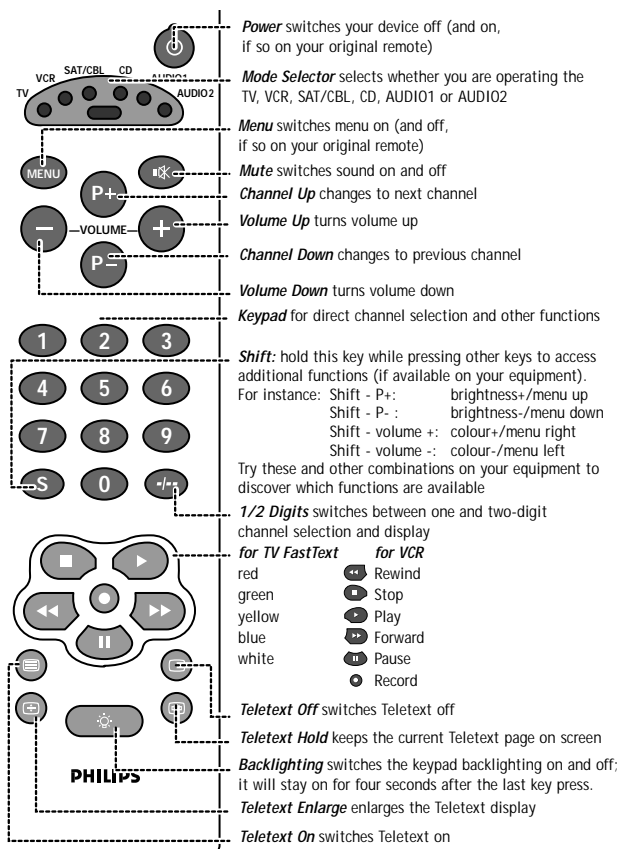 Power switches your device off (and on,
if so on your original remote)
VCR SAT/CBL CD AUDIO1
TV AUDIO2
Mode Selector selects whether you are operating the
TV, VCR, SAT/CBL, CD, AUDIO1 or AUDIO2
Menu switches menu on (and off,
if so on your original remote)
MENU
Mute switches sound on and off
P+
Channel Up changes to next channel
− VOLUME +
Volume Up turns volume up
P−
Channel Down changes to previous channel
Volume Down turns volume down
Keypad for direct channel selection and other functions
1 2 3
4 5 6
7 8 9
S 0 -/--
Shift: hold this key while pressing other keys to access
additional functions (if available on your equipment).
For instance: Shift - P+: brightness+/menu up
Shift - P- : brightness-/menu down
Shift - volume +: colour+/menu right
Shift - volume -: colour-/menu left
Try these and other combinations on your equipment to
discover which functions are available
1/2 Digits switches between one and two-digit
channel selection and display
for TV FastText for VCR
red Rewind
green Stop
yellow Play
blue Forward
white Pause
Record
Teletext Off switches Teletext off
Teletext Hold keeps the current Teletext page on screen
Backlighting switches the keypad backlighting on and off;
it will stay on for four seconds after the last key press.
PHILIPS
Teletext Enlarge enlarges the Teletext display
Teletext On switches Teletext on